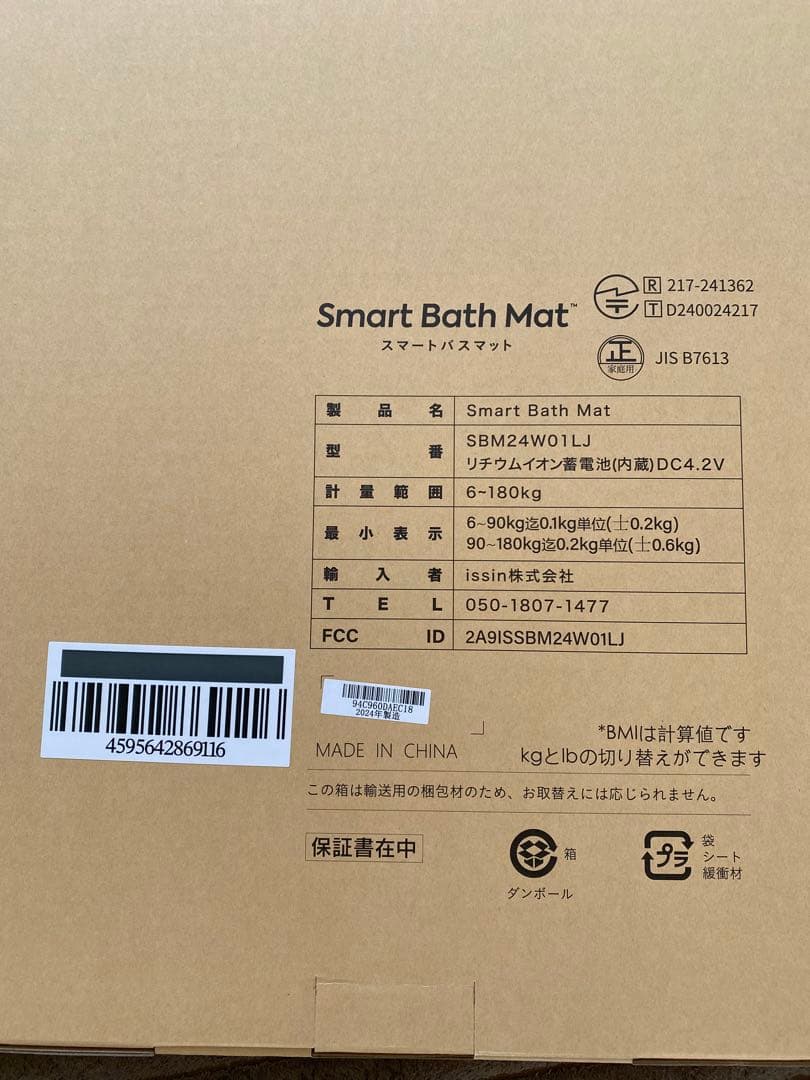 Smart Bath Mat™
スマートバスマット
R 217-241362
T D240024217
正
家庭用
JIS B7613
製品名 Smart Bath Mat
型番 SBM24W01LJ
リチウムイオン蓄電池(内蔵)DC4.2V
計量範囲 6~180kg
最小表示 6~90kg迄0.1kg単位(±0.2kg)
90~180kg迄0.2kg単位(±0.6kg)
輸入者 issin株式会社
TEL 050-1807-1477
FCC ID 2A9ISSBM24W01LJ
4595642869116
94C960DAEC18
2024年製造
MADE IN CHINA
*BMIは計算値です
kgとlbの切り替えができます
この箱は輸送用の梱包材のため、お取替えには応じられません。
保証書在中
箱
ダンボール
プラ
袋
シート
緩衝材